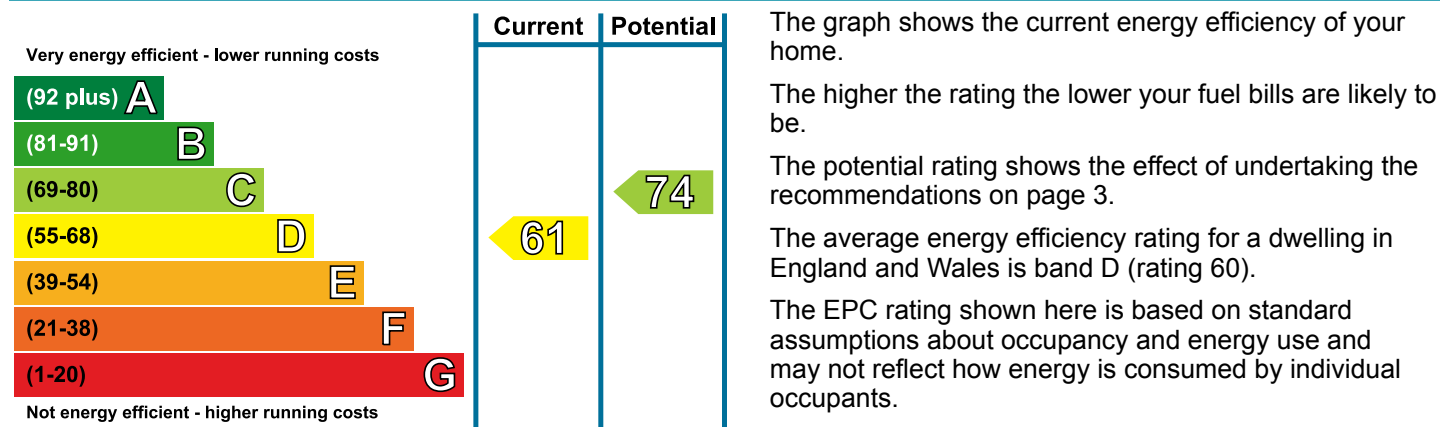 Current Potential
Very energy efficient - lower running costs
(92 plus) A
(81-91) B
(69-80) C
74
(55-68) D
61
(39-54) E
(21-38) F
(1-20) G
Not energy efficient - higher running costs
The graph shows the current energy efficiency of your
home.
The higher the rating the lower your fuel bills are likely to
be.
The potential rating shows the effect of undertaking the
recommendations on page 3.
The average energy efficiency rating for a dwelling in
England and Wales is band D (rating 60).
The EPC rating shown here is based on standard
assumptions about occupancy and energy use and
may not reflect how energy is consumed by individual
occupants.